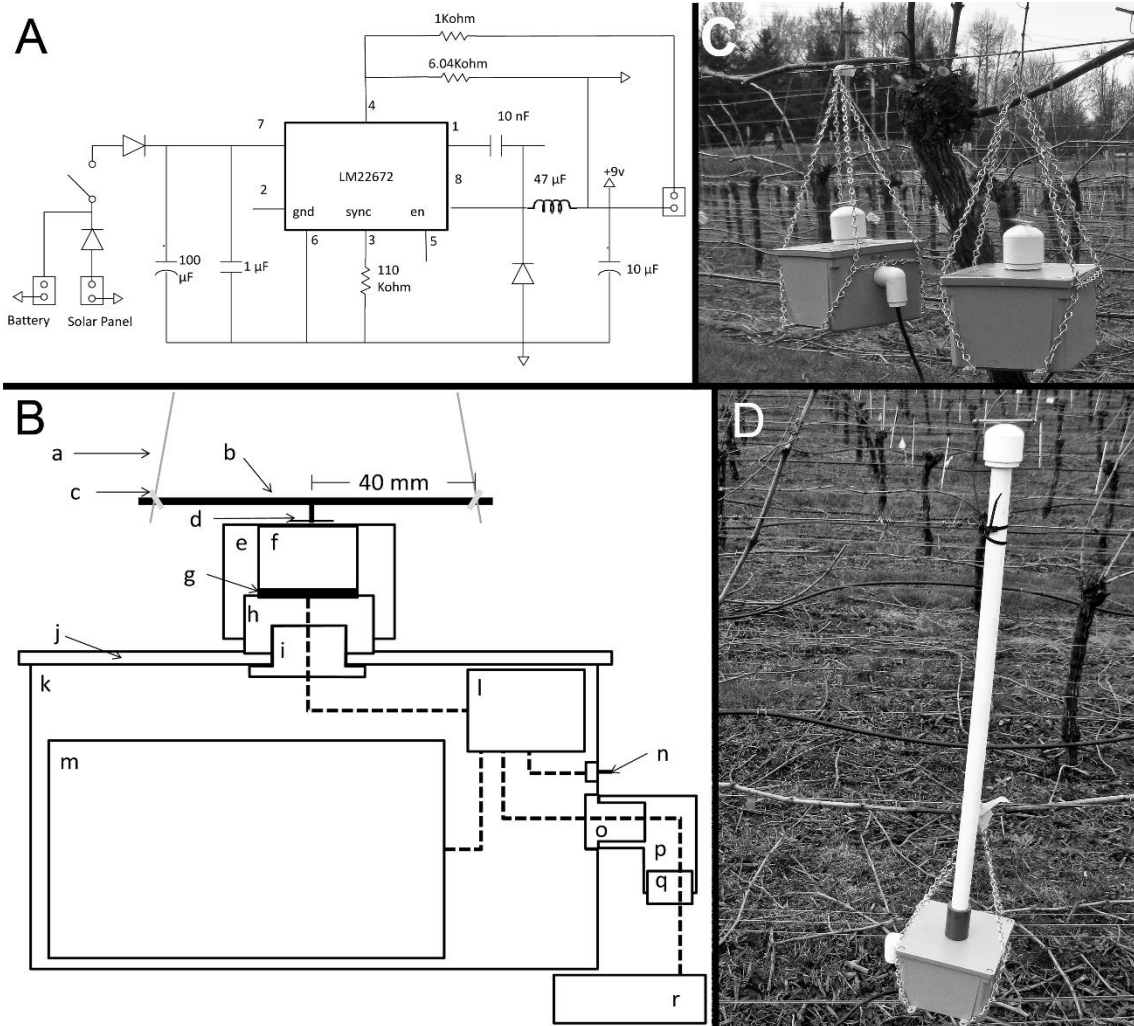 A
1Kohm
6.04Kohm
4
7
1
10 nF
LM22672
2
8
47 µF
+9v
gnd
sync
en
6
3
5
100
µF
1 µF
110
Kohm
10 µF
Battery
Solar Panel
B
a
b
c
40 mm
d
e
f
g
h
i
j
k
l
m
n
o
p
q
r
C
D